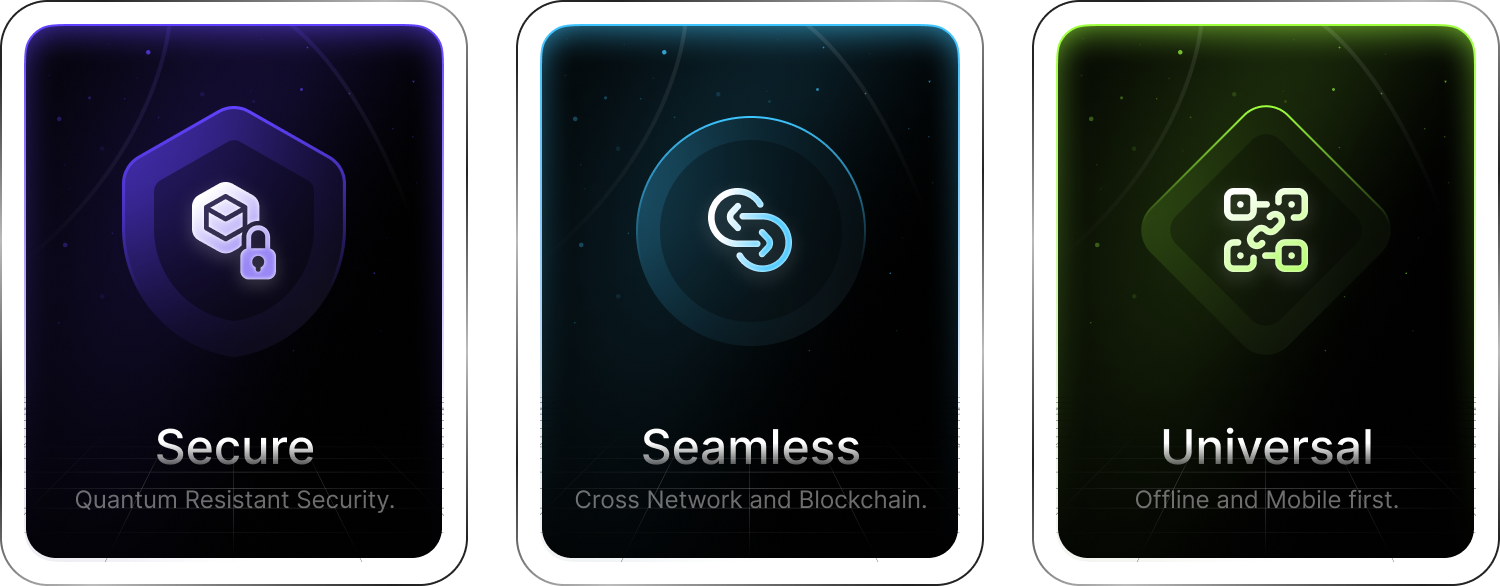 Secure
Quantum Resistant Security.
Seamless
Cross Network and Blockchain.
Universal
Offline and Mobile first.